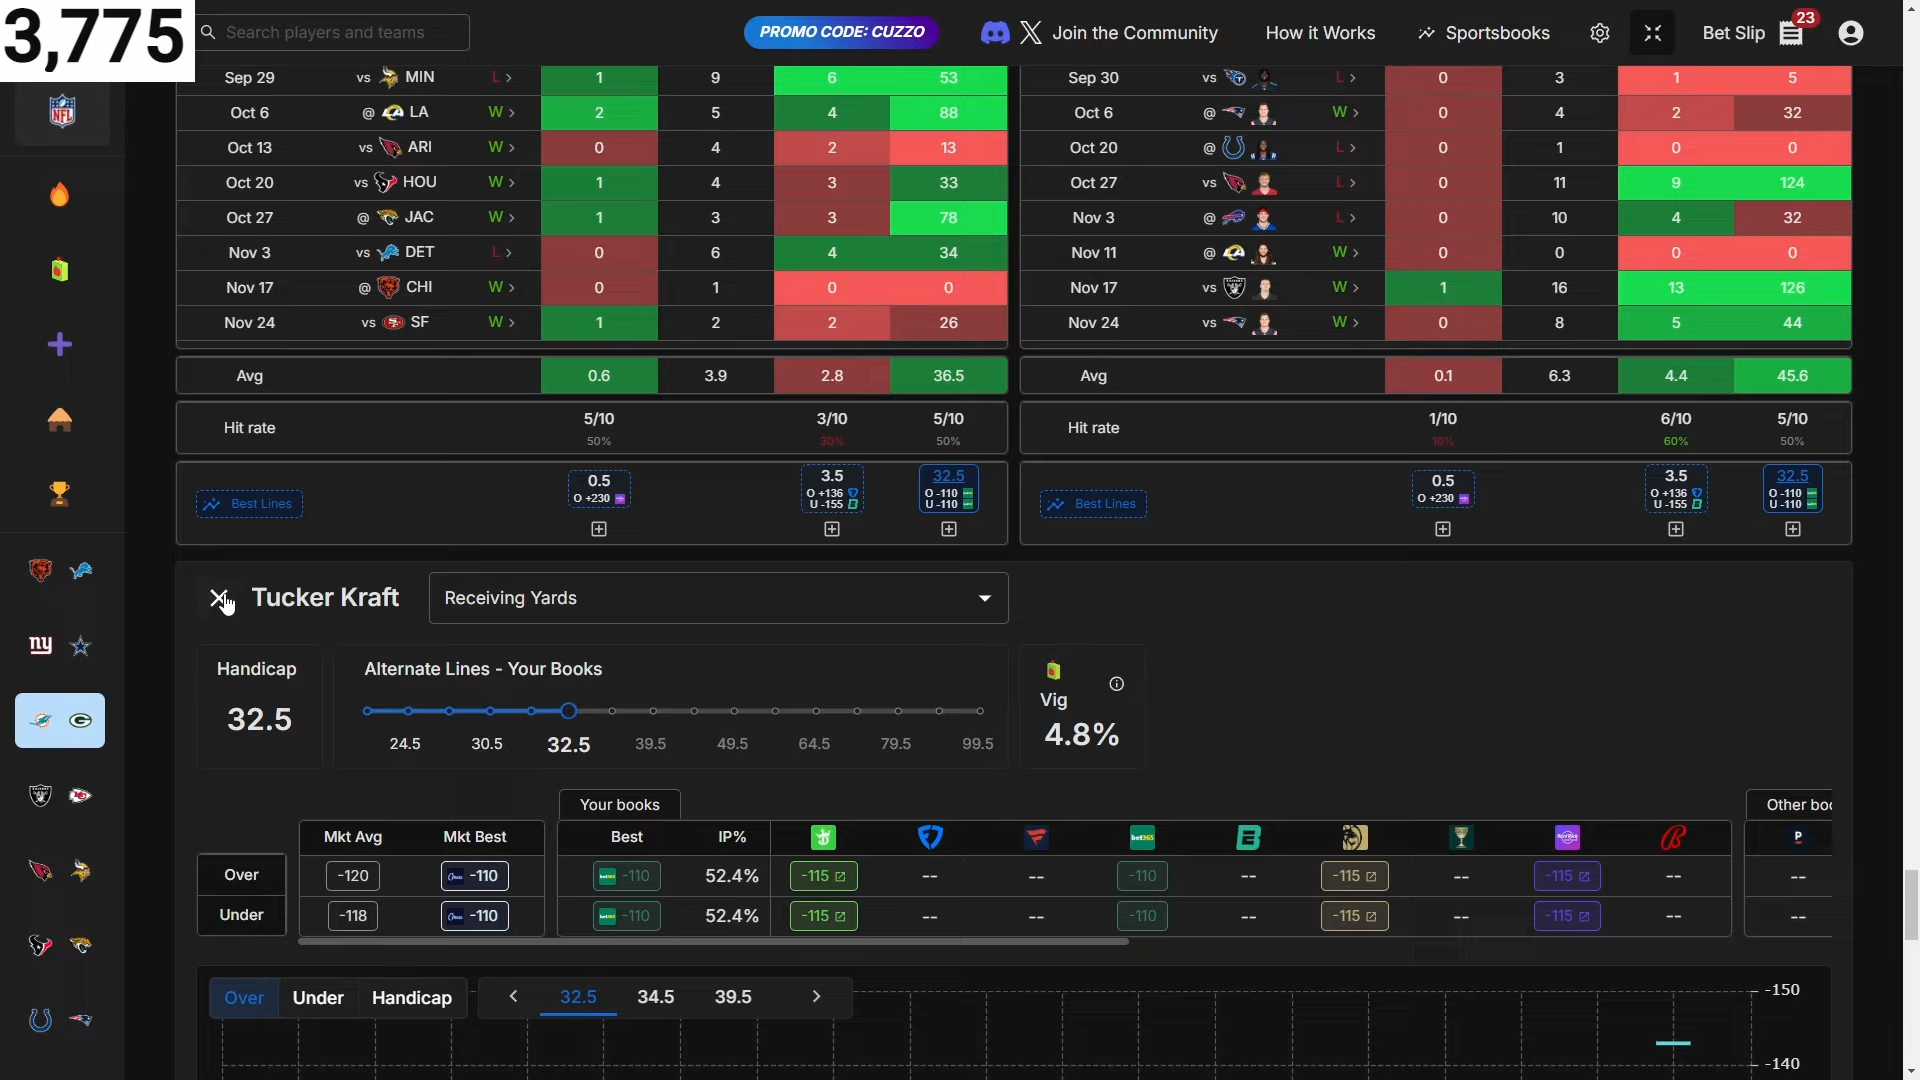 3,775
Search players and teams
PROMO CODE: CUZZO
Join the Community
How it Works
Sportsbooks
Bet Slip
23
NFL
Sep 29 vs MIN L > 1 9 6 53
Sep 30 vs L > 0 3 1 5
Oct 6 @ LA W > 2 5 4 88
Oct 6 @ W > 0 4 2 32
Oct 13 vs ARI W > 0 4 2 13
Oct 20 @ L > 0 1 0 0
Oct 20 vs HOU W > 1 4 3 33
Oct 27 vs L > 0 11 9 124
Oct 27 @ JAC W > 1 3 3 78
Nov 3 @ L > 0 10 4 32
Nov 3 vs DET L > 0 6 4 34
Nov 11 @ W > 0 0 0 0
Nov 17 @ CHI W > 0 1 0 0
Nov 17 vs W > 1 16 13 126
Nov 24 vs SF W > 1 2 2 26
Nov 24 vs W > 0 8 5 44
Avg 0.6 3.9 2.8 36.5
Avg 0.1 6.3 4.4 45.6
Hit rate 5/10 3/10 5/10
50% 30% 50%
Hit rate 1/10 6/10 5/10
10% 60% 50%
Best Lines
0.5
O +230
3.5
O +136
U -155
32.5
O -110
U -110
Best Lines
0.5
O +230
3.5
O +136
U -155
32.5
O -110
U -110
ny
Tucker Kraft
Receiving Yards
Handicap
32.5
Alternate Lines - Your Books
24.5 30.5 32.5 39.5 49.5 64.5 79.5 99.5
Vig
4.8%
Your books
Other boo
Mkt Avg Mkt Best Best IP% bet365
Over -120 -110 -110 52.4% -115 -- -- -110 -- -115 -- -115 -- --
Under -118 -110 -110 52.4% -115 -- -- -110 -- -115 -- -115 -- --
Over Under Handicap < 32.5 34.5 39.5 >
-150
-140